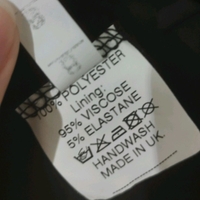 100% POLYESTER
Lining:
95% VISCOSE
5% ELASTANE
HANDWASH
MADE IN UK